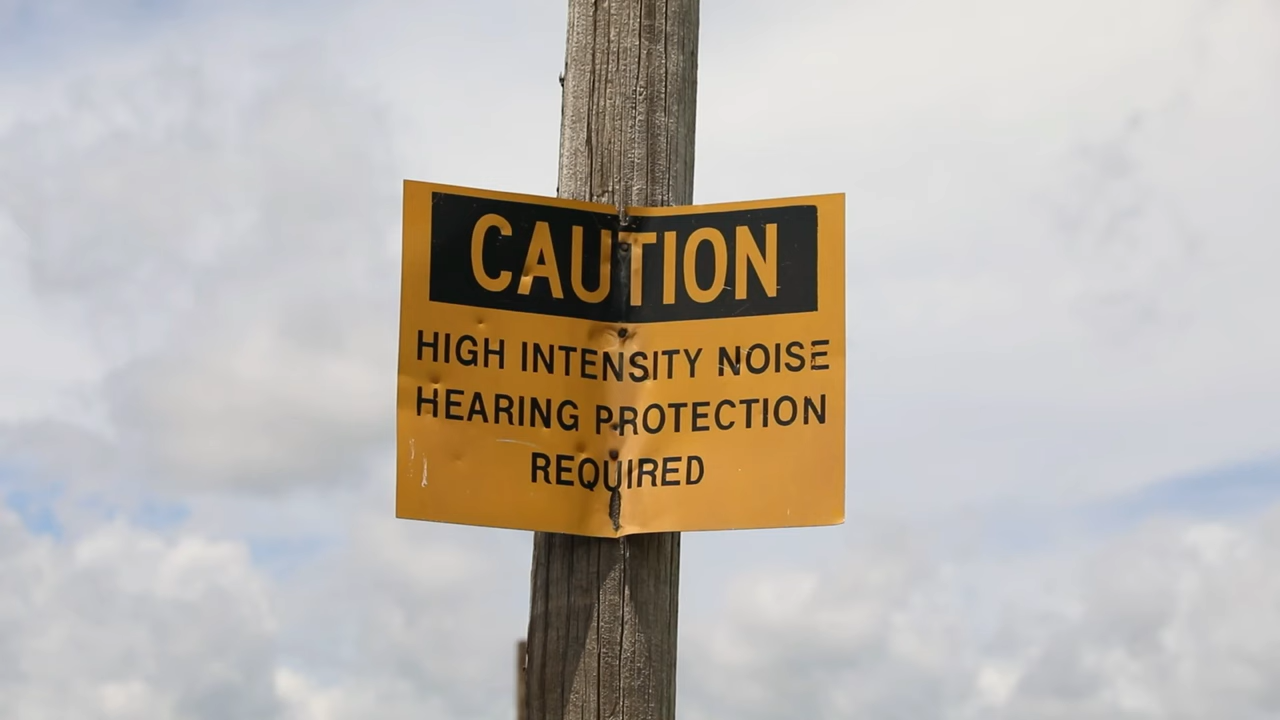 CAUTION
HIGH INTENSITY NOISE
HEARING PROTECTION
REQUIRED